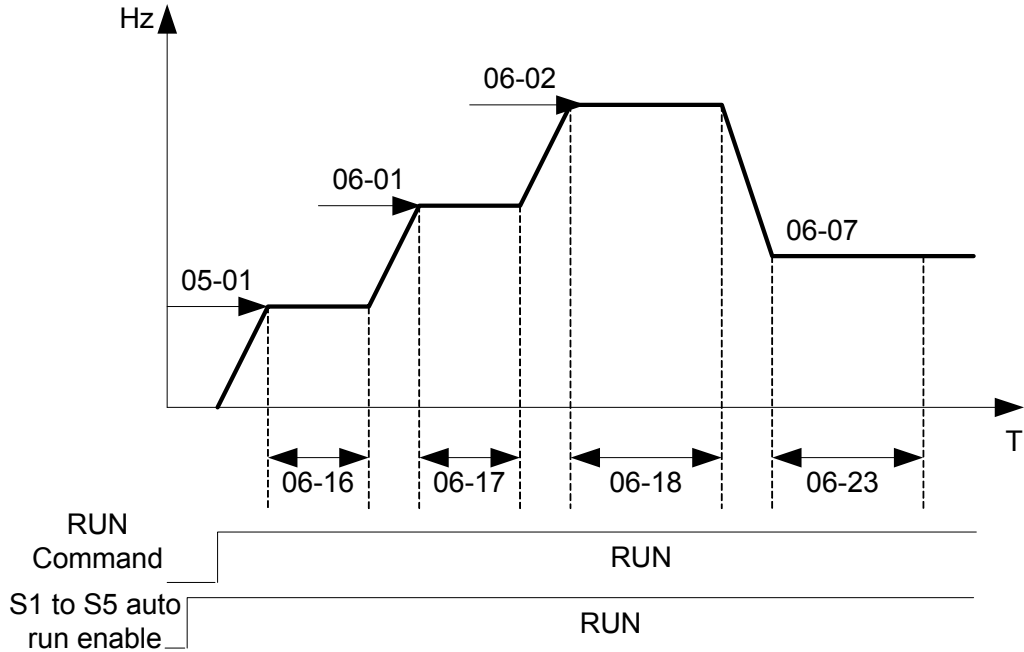 Hz
06-02
06-01
06-07
05-01
T
06-16
06-17
06-18
06-23
RUN
Command
RUN
S1 to S5 auto
run enable
RUN